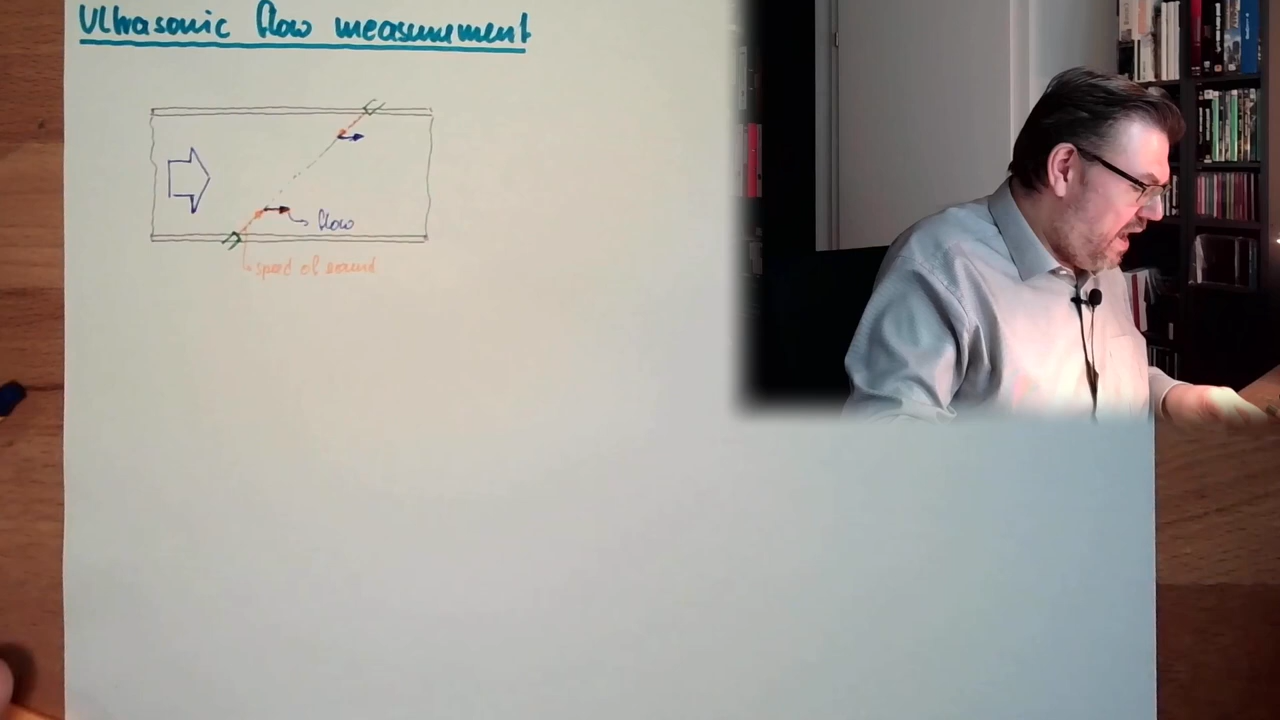 Ultrasonic flow measurement
flow
speed of sound